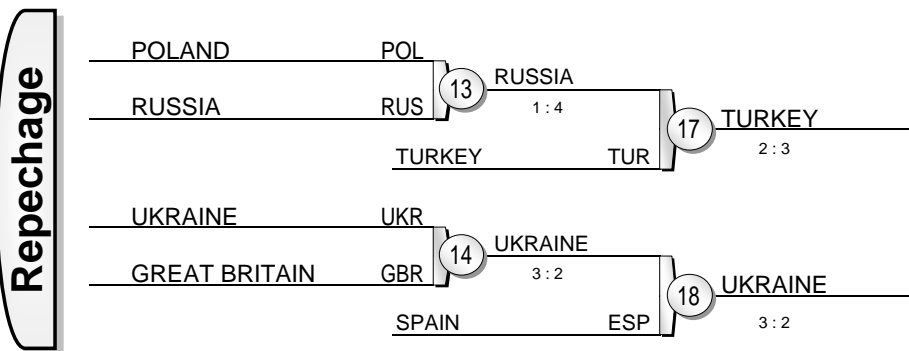 Repechage
POLAND POL
13 RUSSIA
RUSSIA RUS
1 : 4
17 TURKEY
TURKEY TUR
2 : 3
UKRAINE UKR
14 UKRAINE
GREAT BRITAIN GBR
3 : 2
18 UKRAINE
SPAIN ESP
3 : 2